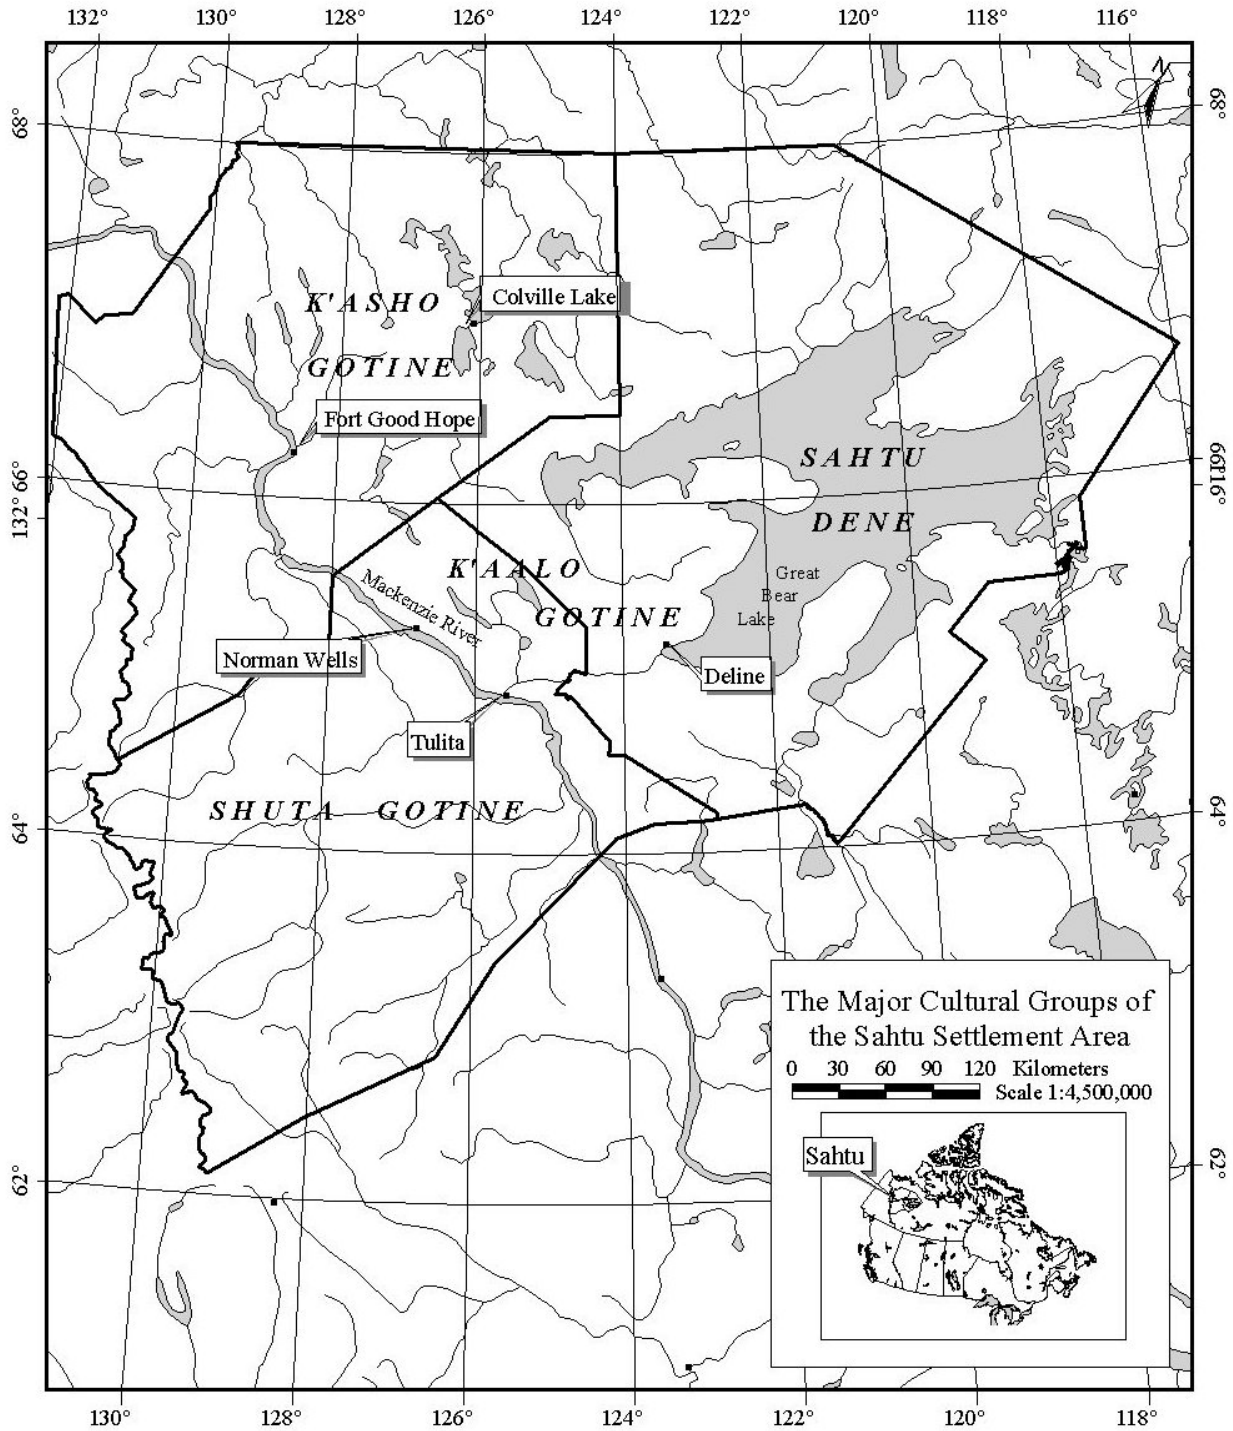 132° 130° 128° 126° 124° 122° 120° 118° 116°
N
68°
68°
K'ASHO
Colville Lake
GOTINE
Fort Good Hope
SAHTU
66°
66°
116°
132°
DENE
K'AALO
Great
Bear
Lake
Mackenzie River
GOTINE
Norman Wells
Deline
Tulita
SHUTA GOTINE
64°
64°
The Major Cultural Groups of
the Sahtu Settlement Area
0 30 60 90 120 Kilometers
Scale 1:4,500,000
Sahtu
62°
62°
130° 128° 126° 124° 122° 120° 118°